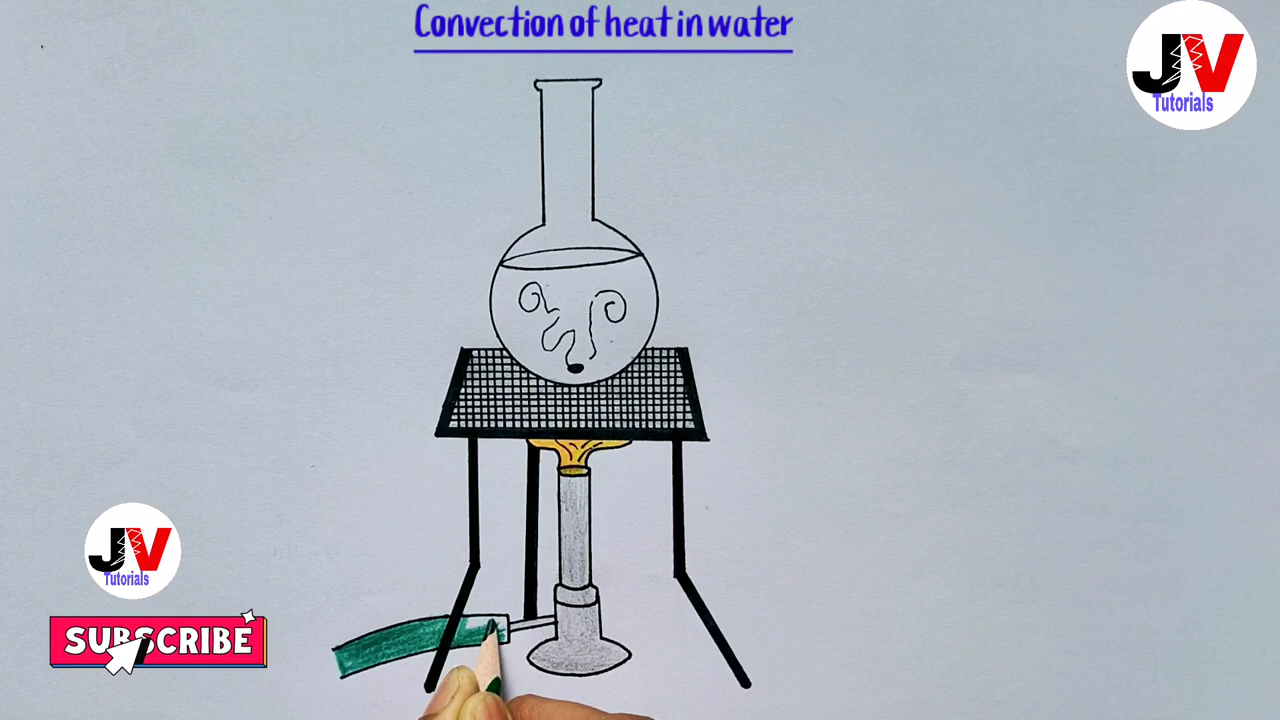 Convection of heat in water
JV
Tutorials
JV
Tutorials
SUBSCRIBE